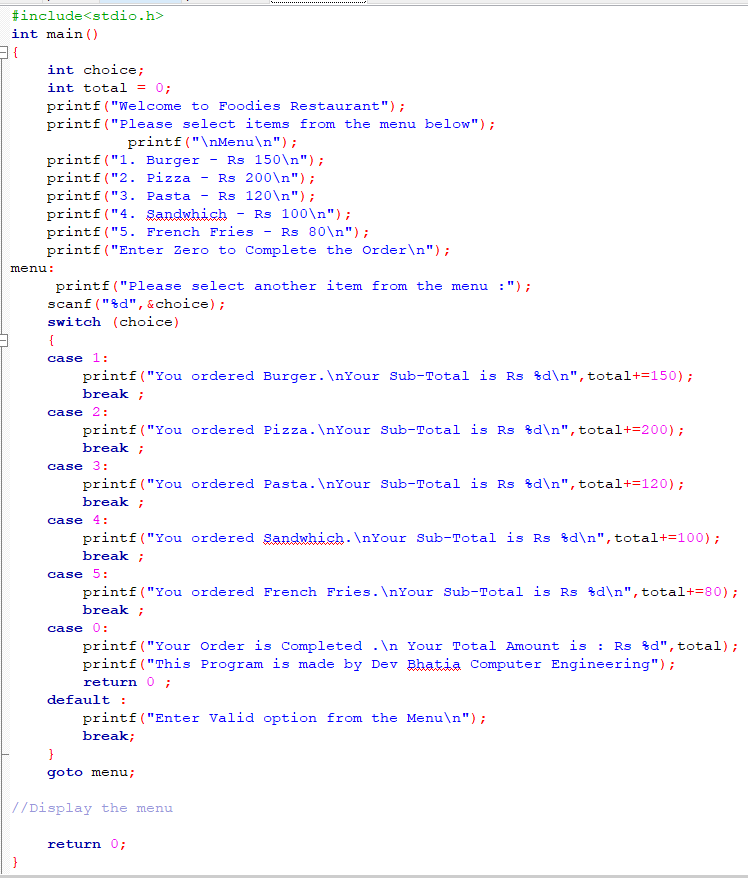 #include<stdio.h>
int main()
{
    int choice;
    int total = 0;
    printf("Welcome to Foodies Restaurant");
    printf("Please select items from the menu below");
             printf("\nMenu\n");
    printf("1. Burger - Rs 150\n");
    printf("2. Pizza - Rs 200\n");
    printf("3. Pasta - Rs 120\n");
    printf("4. Sandwhich - Rs 100\n");
    printf("5. French Fries - Rs 80\n");
    printf("Enter Zero to Complete the Order\n");
menu:
     printf("Please select another item from the menu :");
    scanf("%d",&choice);
    switch (choice)
    {
    case 1:
        printf("You ordered Burger.\nYour Sub-Total is Rs %d\n",total+=150);
        break ;
    case 2:
        printf("You ordered Pizza.\nYour Sub-Total is Rs %d\n",total+=200);
        break ;
    case 3:
        printf("You ordered Pasta.\nYour Sub-Total is Rs %d\n",total+=120);
        break ;
    case 4:
        printf("You ordered Sandwhich.\nYour Sub-Total is Rs %d\n",total+=100);
        break ;
    case 5:
        printf("You ordered French Fries.\nYour Sub-Total is Rs %d\n",total+=80);
        break ;
    case 0:
        printf("Your Order is Completed .\n Your Total Amount is : Rs %d",total);
        printf("This Program is made by Dev Bhatia Computer Engineering");
        return 0 ;
    default :
        printf("Enter Valid option from the Menu\n");
        break;
    }
    goto menu;

//Display the menu

    return 0;
}